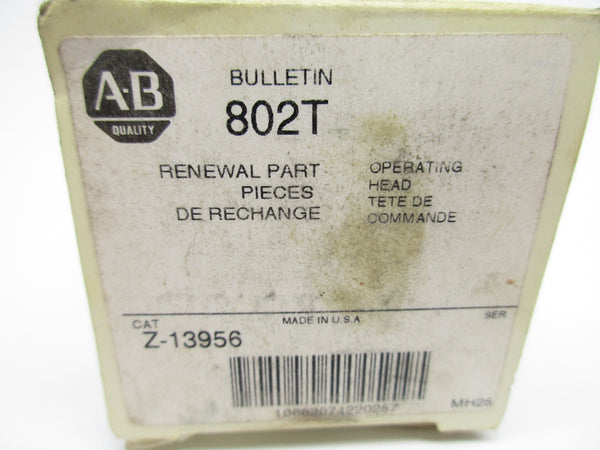 A·B
QUALITY
BULLETIN
802T
RENEWAL PART
PIECES
DE RECHANGE
OPERATING
HEAD
TETE DE
COMMANDE
CAT
MADE IN U.S.A.
SER
Z-13956
10662074220257
MH25